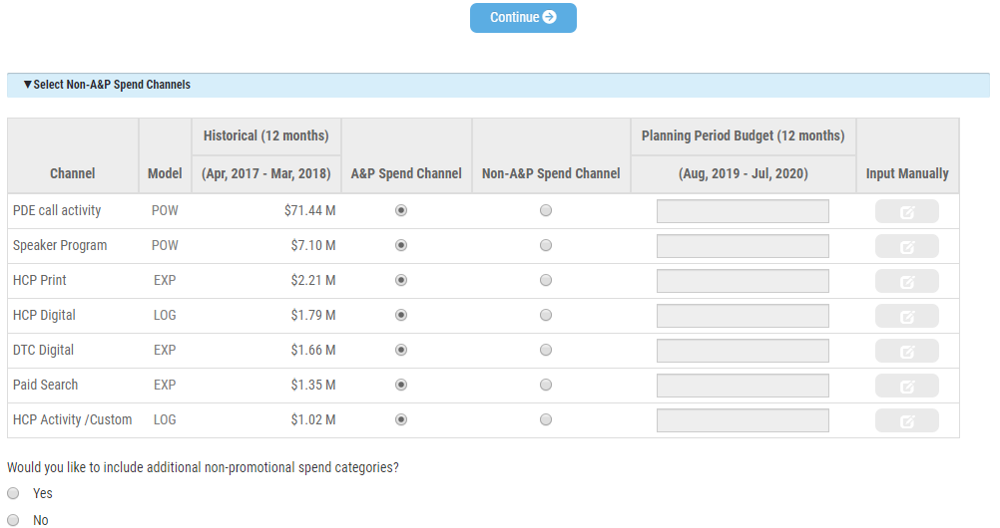 Continue
▼Select Non-A&P Spend Channels
Historical (12 months) Planning Period Budget (12 months)
Channel Model (Apr, 2017 - Mar, 2018) A&P Spend Channel Non-A&P Spend Channel (Aug, 2019 - Jul, 2020) Input Manually
PDE call activity POW $71.44 M
Speaker Program POW $7.10 M
HCP Print EXP $2.21 M
HCP Digital LOG $1.79 M
DTC Digital EXP $1.66 M
Paid Search EXP $1.35 M
HCP Activity /Custom LOG $1.02 M
Would you like to include additional non-promotional spend categories?
Yes
No